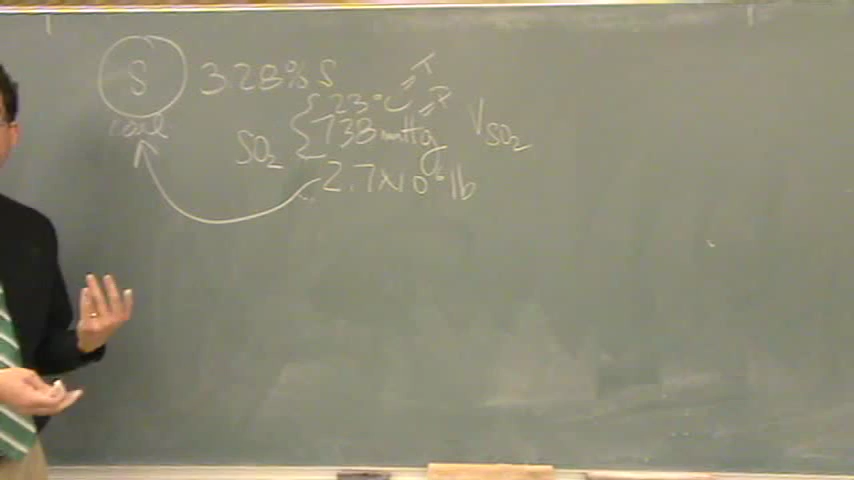 S 3.28% S
coal
23°C = T
SO₂ 738 mmHg = P V SO₂
2.7 x 10⁶ lb